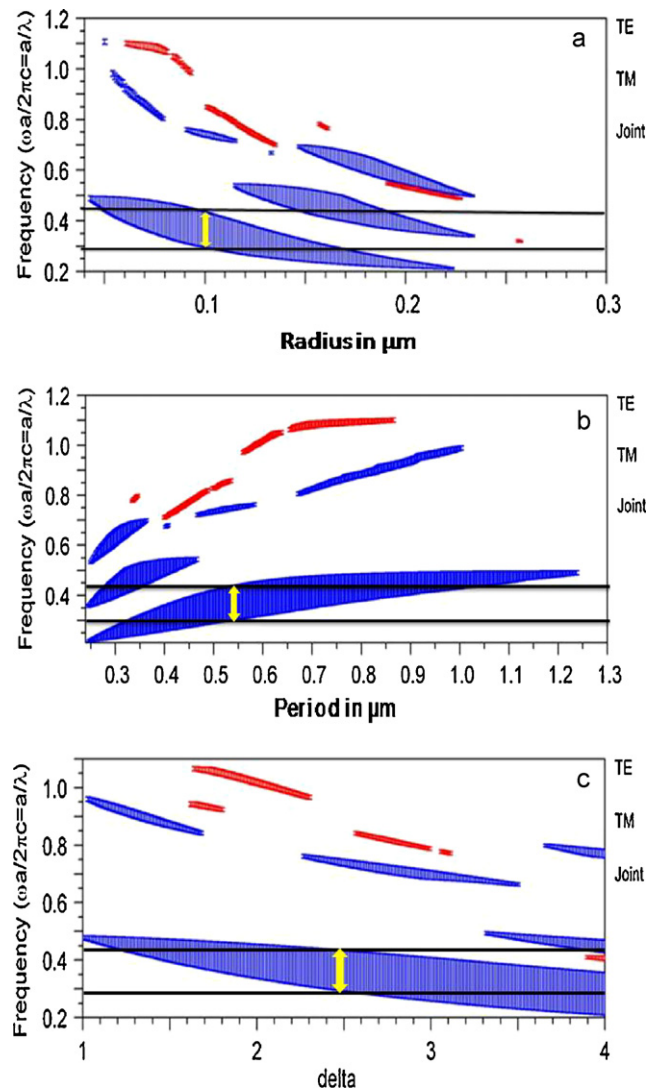 a
1.2
1.0
0.8
0.6
0.4
0.2
Frequency (ωa/2πc=a/λ)
0.1
0.2
0.3
Radius in µm
TE
TM
Joint
b
1.2
1.0
0.8
0.6
0.4
Frequency (ωa/2πc=a/λ)
0.3
0.4
0.5
0.6
0.7
0.8
0.9
1.0
1.1
1.2
1.3
Period in µm
TE
TM
Joint
c
1.0
0.8
0.6
0.4
0.2
Frequency (ωa/2πc=a/λ)
1
2
3
4
delta
TE
TM
Joint